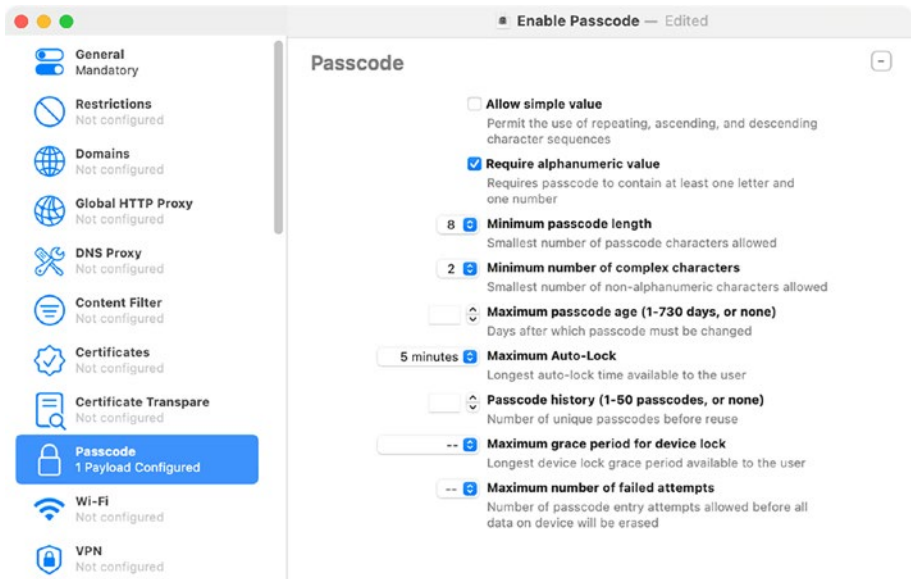 Enable Passcode — Edited
General
Mandatory
Restrictions
Not configured
Domains
Not configured
Global HTTP Proxy
Not configured
DNS Proxy
Not configured
Content Filter
Not configured
Certificates
Not configured
Certificate Transpare
Not configured
Passcode
1 Payload Configured
Wi-Fi
Not configured
VPN
Not configured
Passcode
Allow simple value
Permit the use of repeating, ascending, and descending
character sequences
Require alphanumeric value
Requires passcode to contain at least one letter and
one number
8 Minimum passcode length
Smallest number of passcode characters allowed
2 Minimum number of complex characters
Smallest number of non-alphanumeric characters allowed
Maximum passcode age (1-730 days, or none)
Days after which passcode must be changed
5 minutes Maximum Auto-Lock
Longest auto-lock time available to the user
Passcode history (1-50 passcodes, or none)
Number of unique passcodes before reuse
-- Maximum grace period for device lock
Longest device lock grace period available to the user
-- Maximum number of failed attempts
Number of passcode entry attempts allowed before all
data on device will be erased